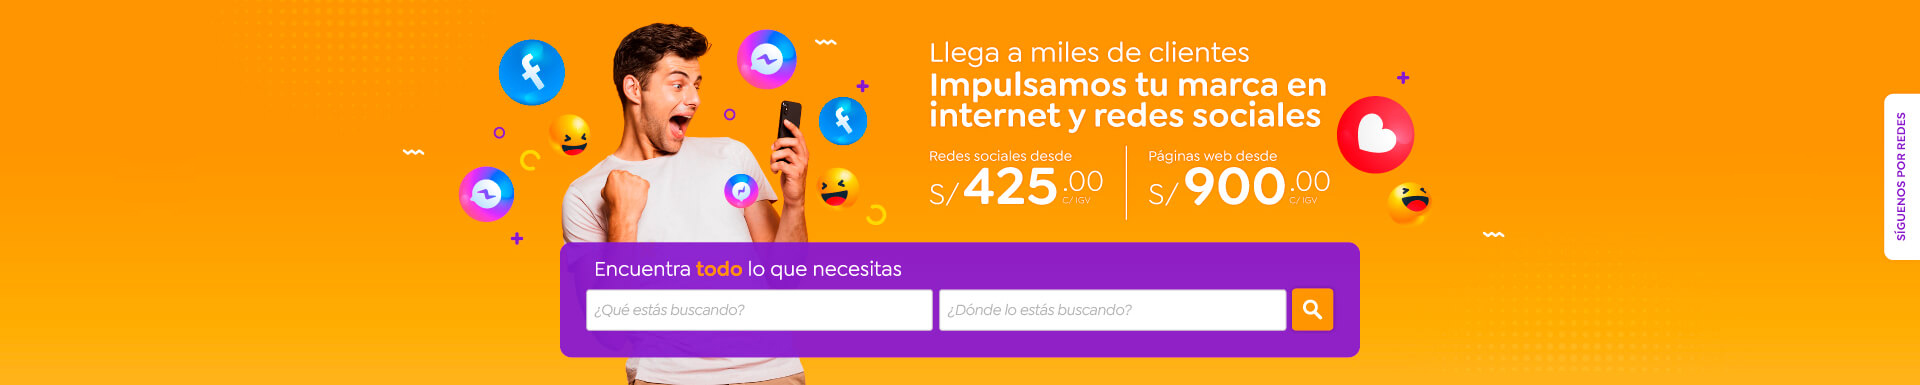 Llega a miles de clientes
Impulsamos tu marca en
internet y redes sociales
Redes sociales desde
S/ 425.00
C/ IGV
Páginas web desde
S/ 900.00
C/ IGV
Encuentra todo lo que necesitas
¿Qué estás buscando?
¿Dónde lo estás buscando?
SÍGUENOS POR REDES